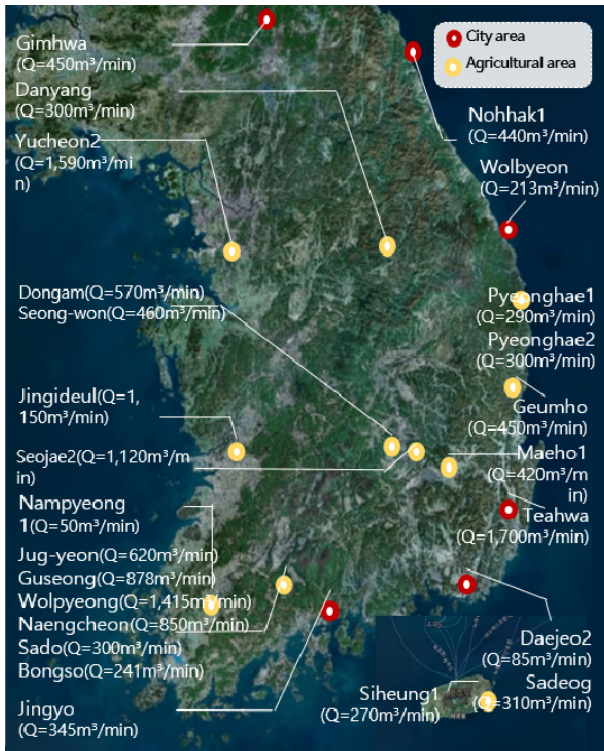 City area
Agricultural area
Gimhwa
(Q=450m³/min)
Danyang
(Q=300m³/min)
Yucheon2
(Q=1,590m³/mi
n)
Nohhak1
(Q=440m³/min)
Wolbyeon
(Q=213m³/min)
Dongam(Q=570m³/min)
Seong-won(Q=460m³/min)
Pyeonghae1
(Q=290m³/min)
Pyeonghae2
(Q=300m³/min)
Jingideul(Q=1,
150m³/min)
Geumho
(Q=450m³/min)
Seojae2(Q=1,120m³/m
in)
Maeho1
(Q=420m³/m
in)
Nampyeong
1(Q=50m³/min)
Teahwa
(Q=1,700m³/min)
Jug-yeon(Q=620m³/min)
Guseong(Q=878m³/min)
Wolpyeong(Q=1,415m³/min)
Naengcheon(Q=850m³/min)
Sado(Q=300m³/min)
Bongso(Q=241m³/min)
Daejeo2
(Q=85m³/min)
Jingyo
(Q=345m³/min)
Siheung1
(Q=270m³/min)
Sadeog
(Q=310m³/min)